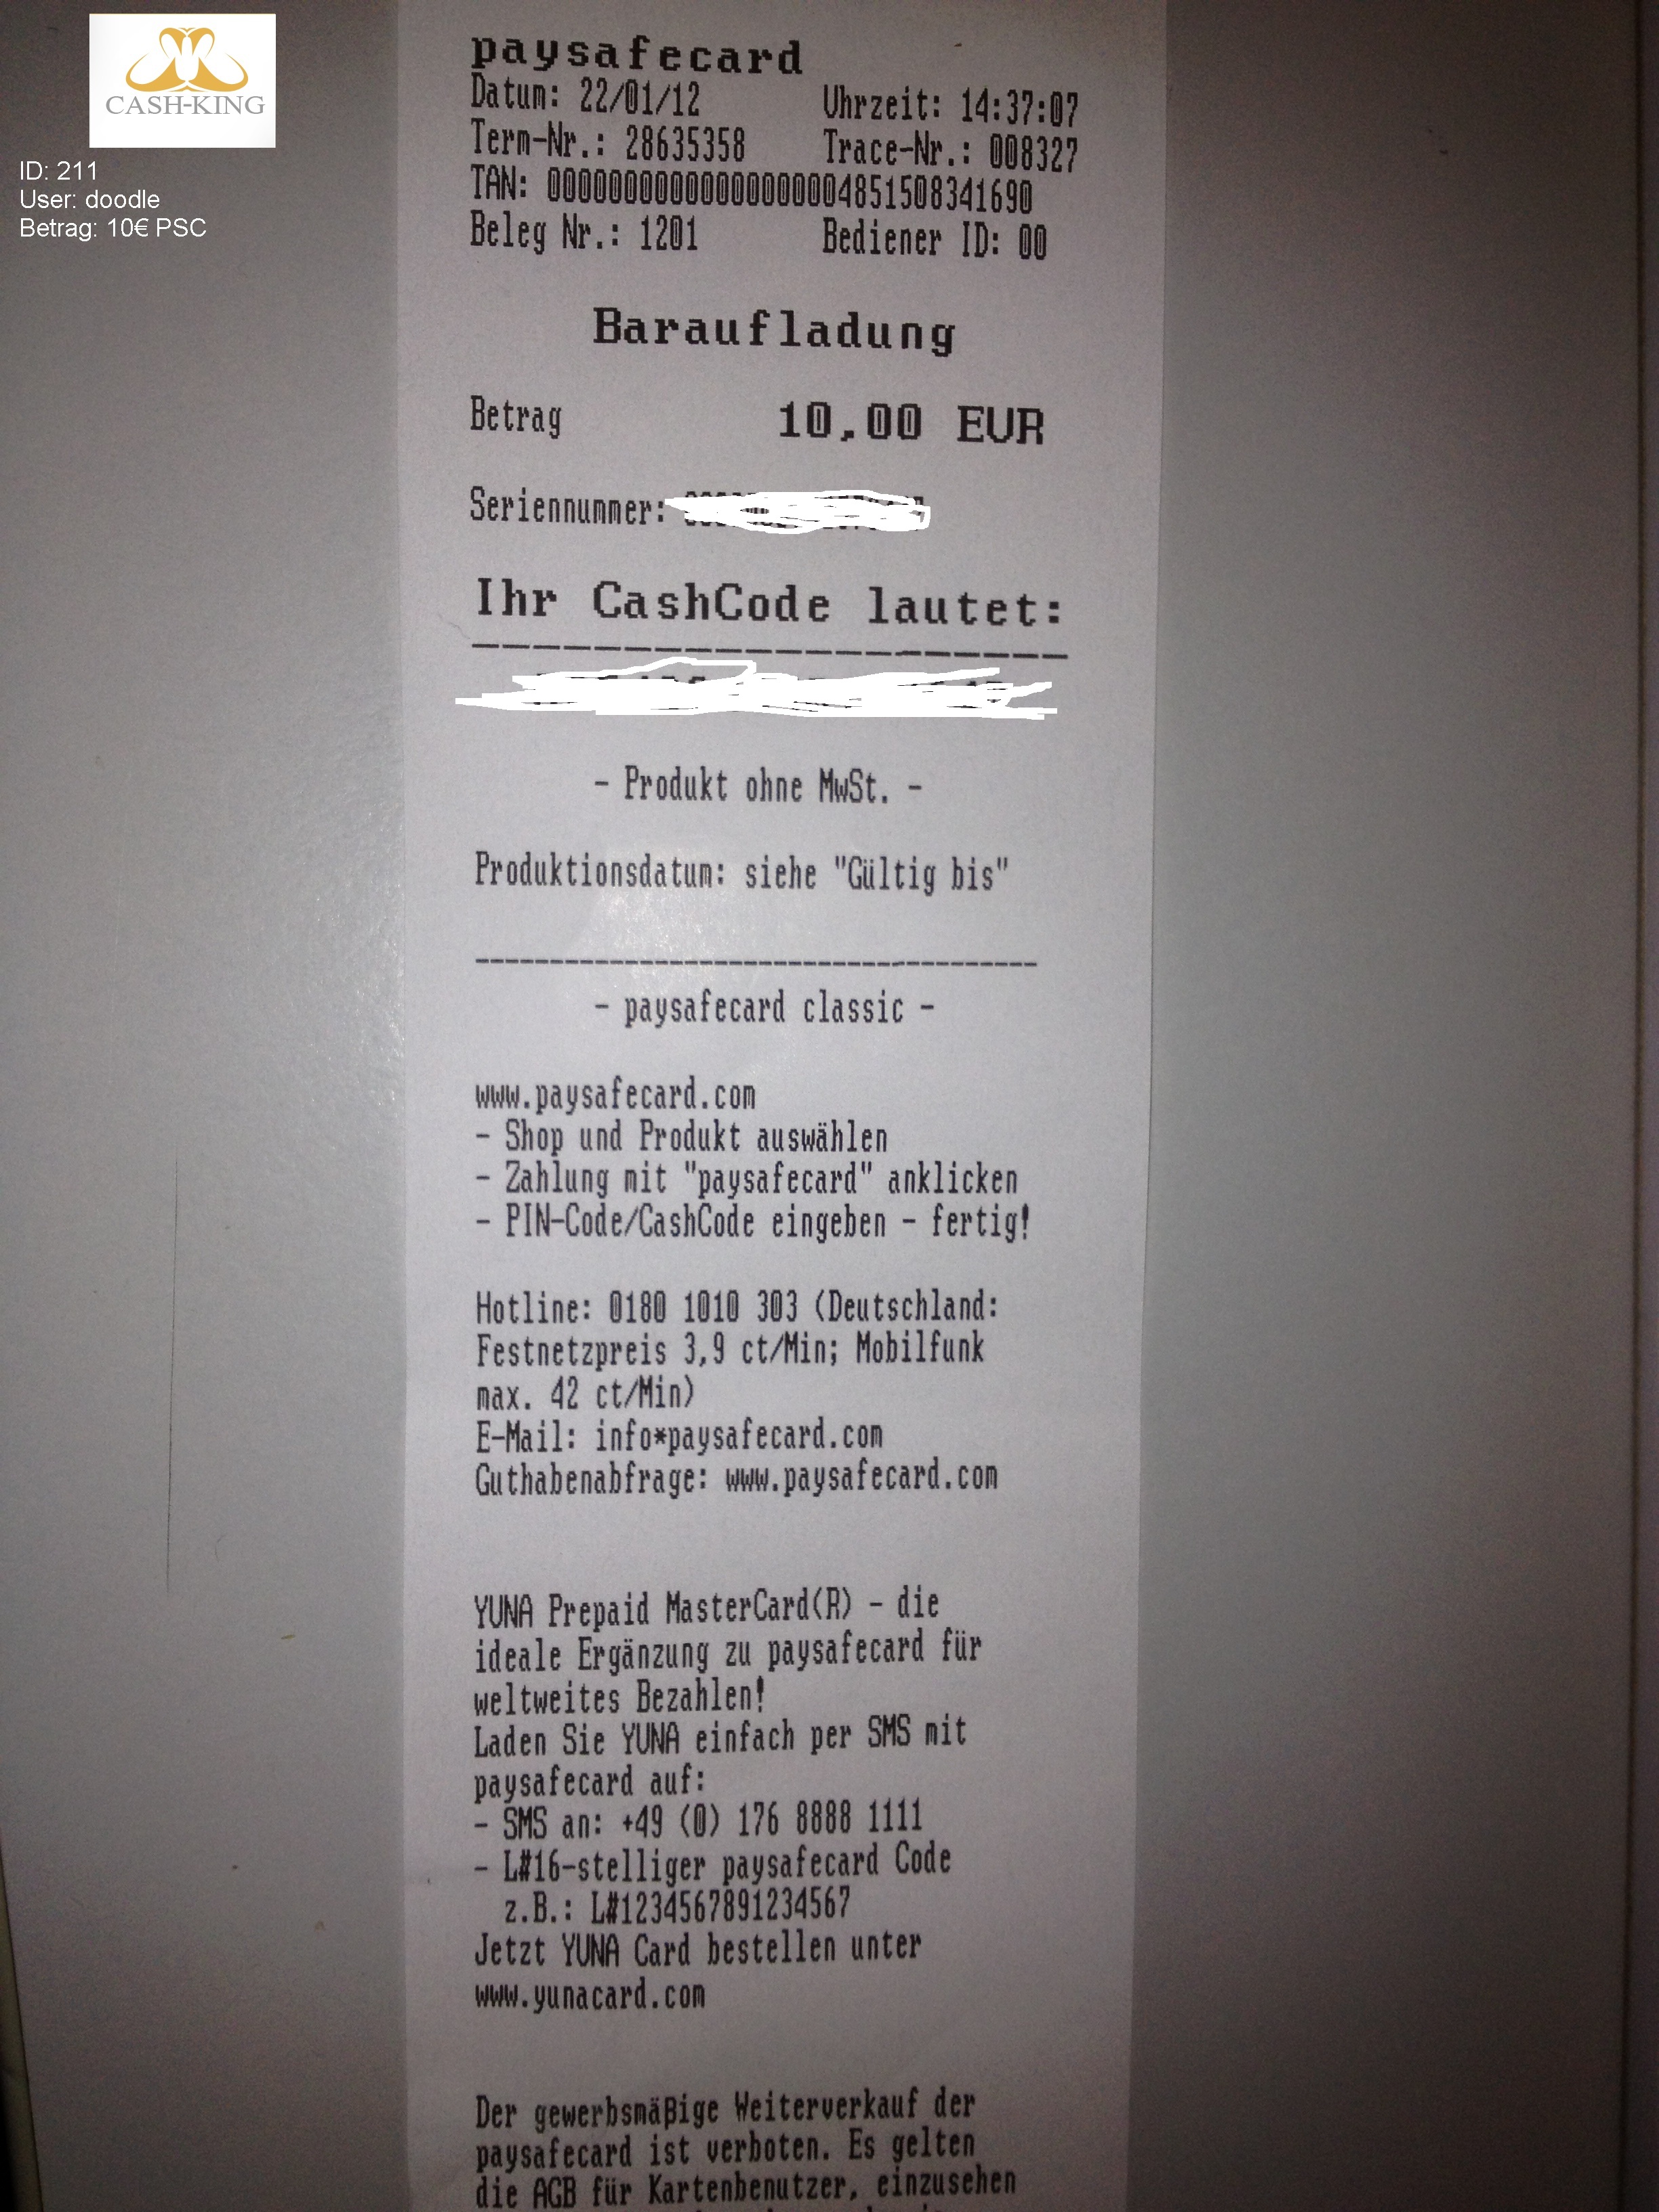 CASH-KING
ID: 211
User: doodle
Betrag: 10€ PSC
paysafecard
Datum: 22/01/12 Uhrzeit: 14:37:07
Term-Nr.: 28635358 Trace-Nr.: 008327
TAN: 00000000000000000004851508341690
Beleg Nr.: 1201 Bediener ID: 00
Baraufladung
Betrag 10,00 EUR
Seriennummer:
Ihr CashCode lautet:
--------------------
- Produkt ohne MwSt. -
Produktionsdatum: siehe "Gültig bis"
--------------------------------------
- paysafecard classic -
www.paysafecard.com
- Shop und Produkt auswählen
- Zahlung mit "paysafecard" anklicken
- PIN-Code/CashCode eingeben - fertig!
Hotline: 0180 1010 303 (Deutschland:
Festnetzpreis 3,9 ct/Min; Mobilfunk
max. 42 ct/Min)
E-Mail: info*paysafecard.com
Guthabenabfrage: www.paysafecard.com
YUNA Prepaid MasterCard(R) - die
ideale Ergänzung zu paysafecard für
weltweites Bezahlen!
Laden Sie YUNA einfach per SMS mit
paysafecard auf:
- SMS an: +49 (0) 176 8888 1111
- L#16-stelliger paysafecard Code
z.B.: L#1234567891234567
Jetzt YUNA Card bestellen unter
www.yunacard.com
Der gewerbsmäßige Weiterverkauf der
paysafecard ist verboten. Es gelten
die AGB für Kartenbenutzer, einzusehen